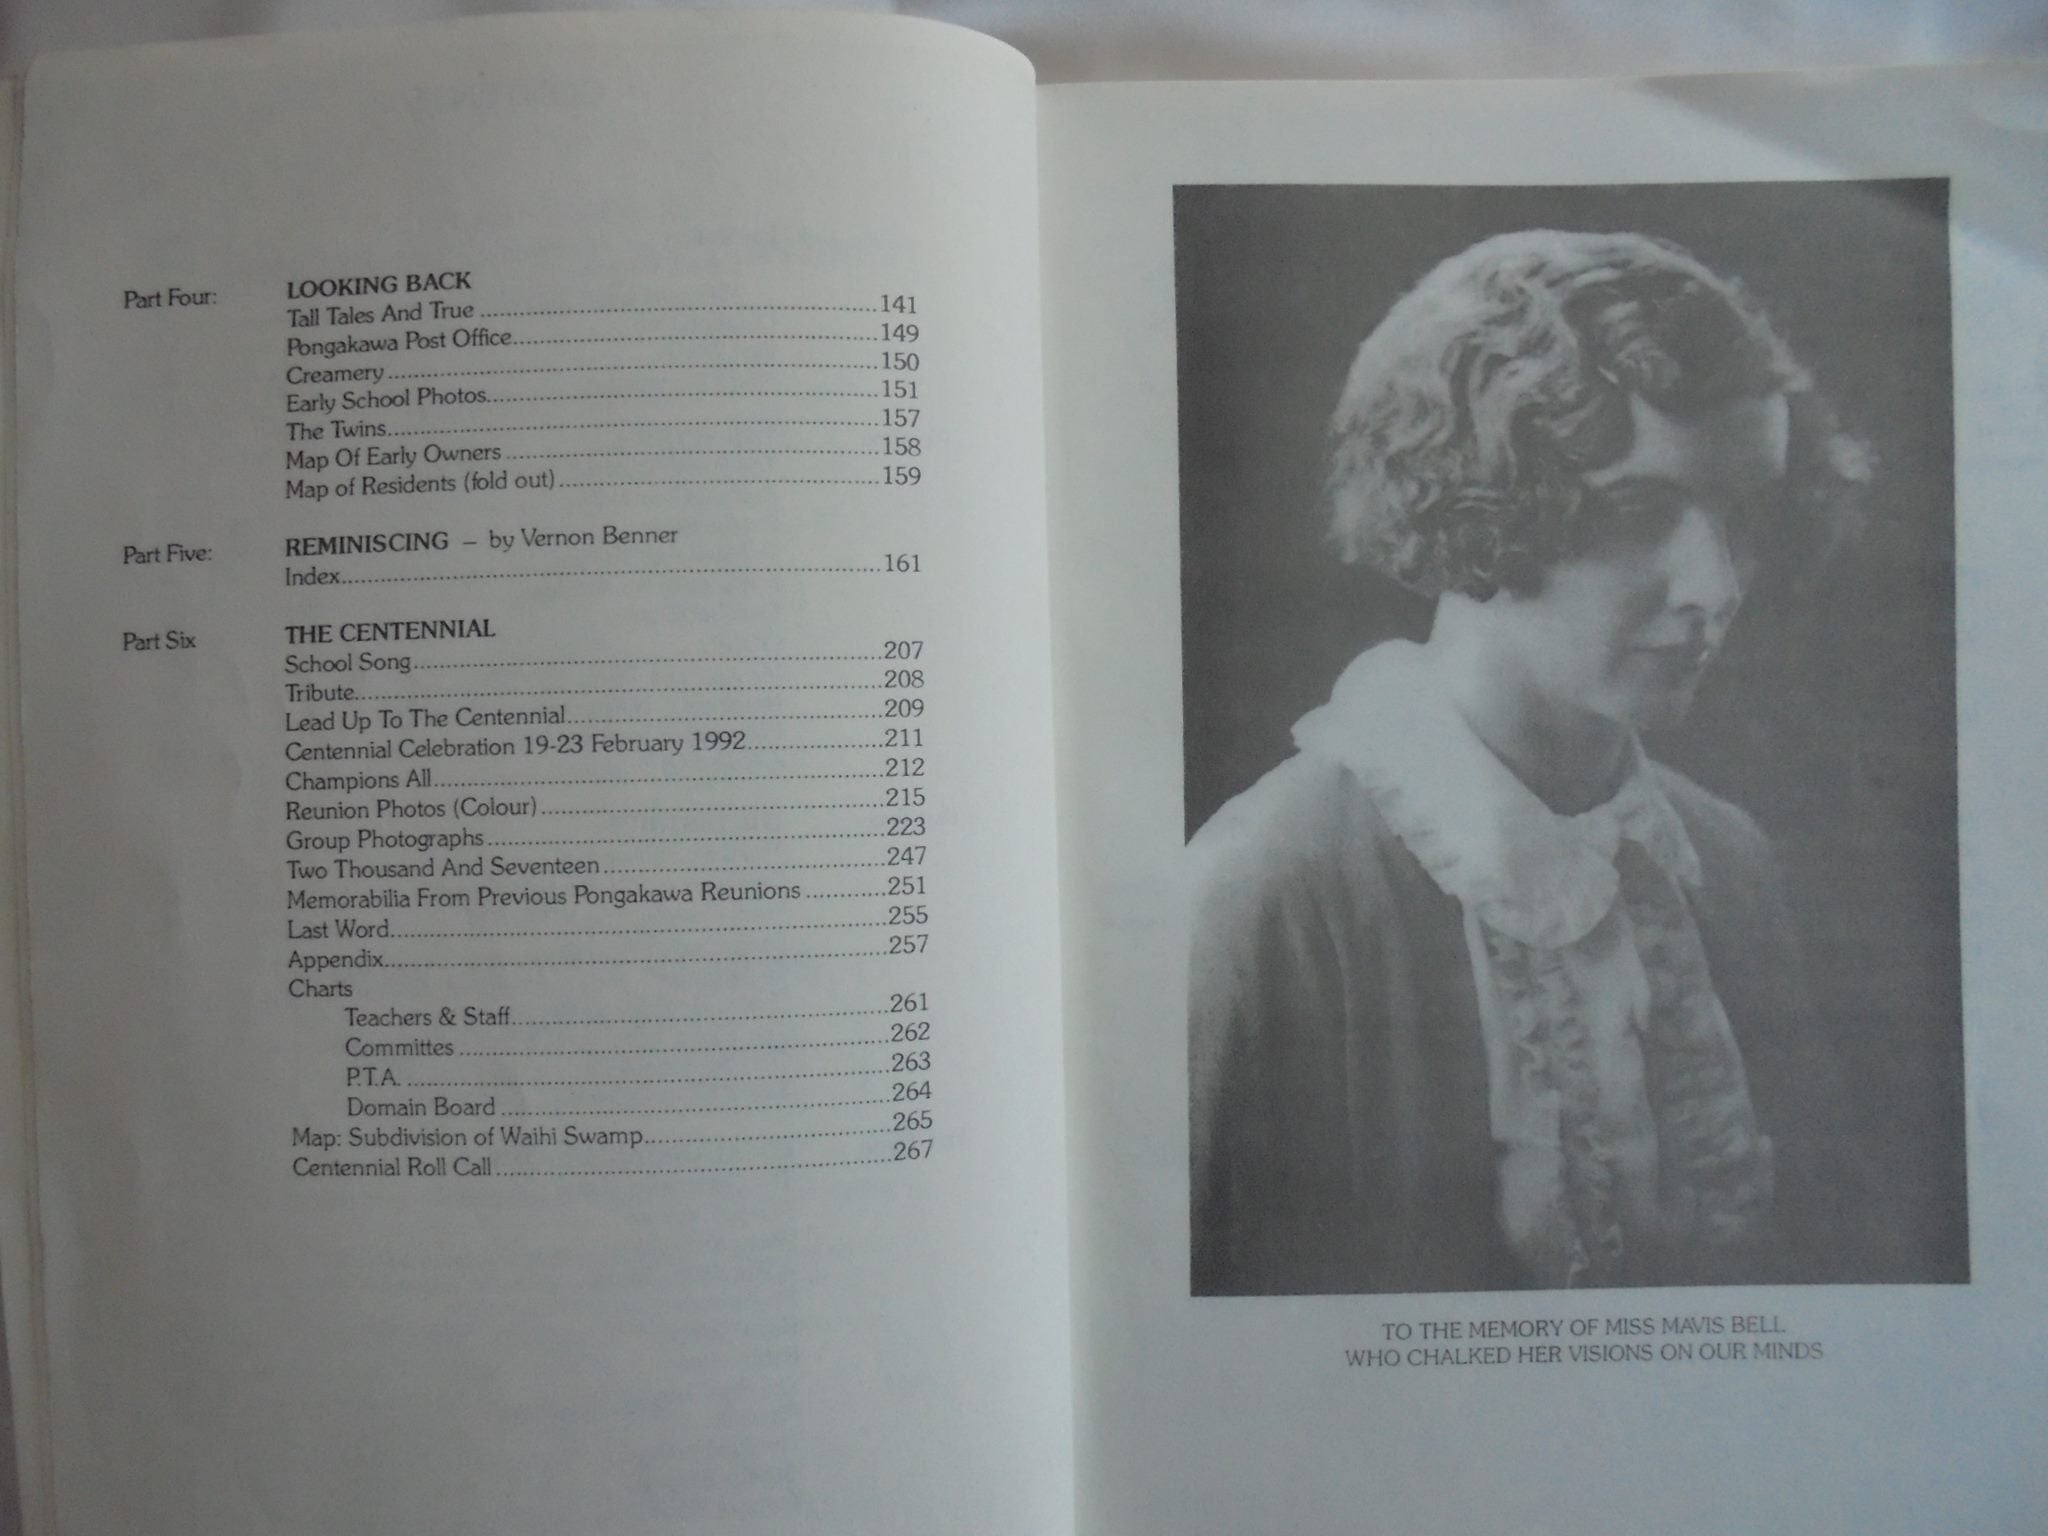 Part Four: LOOKING BACK
Tall Tales And True ........ 141
Pongakawa Post Office ........ 149
Creamery ........ 150
Early School Photos ........ 151
The Twins ........ 157
Map Of Early Owners ........ 158
Map of Residents (fold out) ........ 159
Part Five: REMINISCING – by Vernon Benner
Index ........ 161
Part Six THE CENTENNIAL
School Song ........ 207
Tribute ........ 208
Lead Up To The Centennial ........ 209
Centennial Celebration 19-23 February 1992 ........ 211
Champions All ........ 212
Reunion Photos (Colour) ........ 215
Group Photographs ........ 223
Two Thousand And Seventeen ........ 247
Memorabilia From Previous Pongakawa Reunions ........ 251
Last Word ........ 255
Appendix ........ 257
Charts
Teachers & Staff ........ 261
Committes ........ 262
P.T.A. ........ 263
Domain Board ........ 264
Map: Subdivision of Waihi Swamp ........ 265
Centennial Roll Call ........ 267
TO THE MEMORY OF MISS MAVIS BELL
WHO CHALKED HER VISIONS ON OUR MINDS